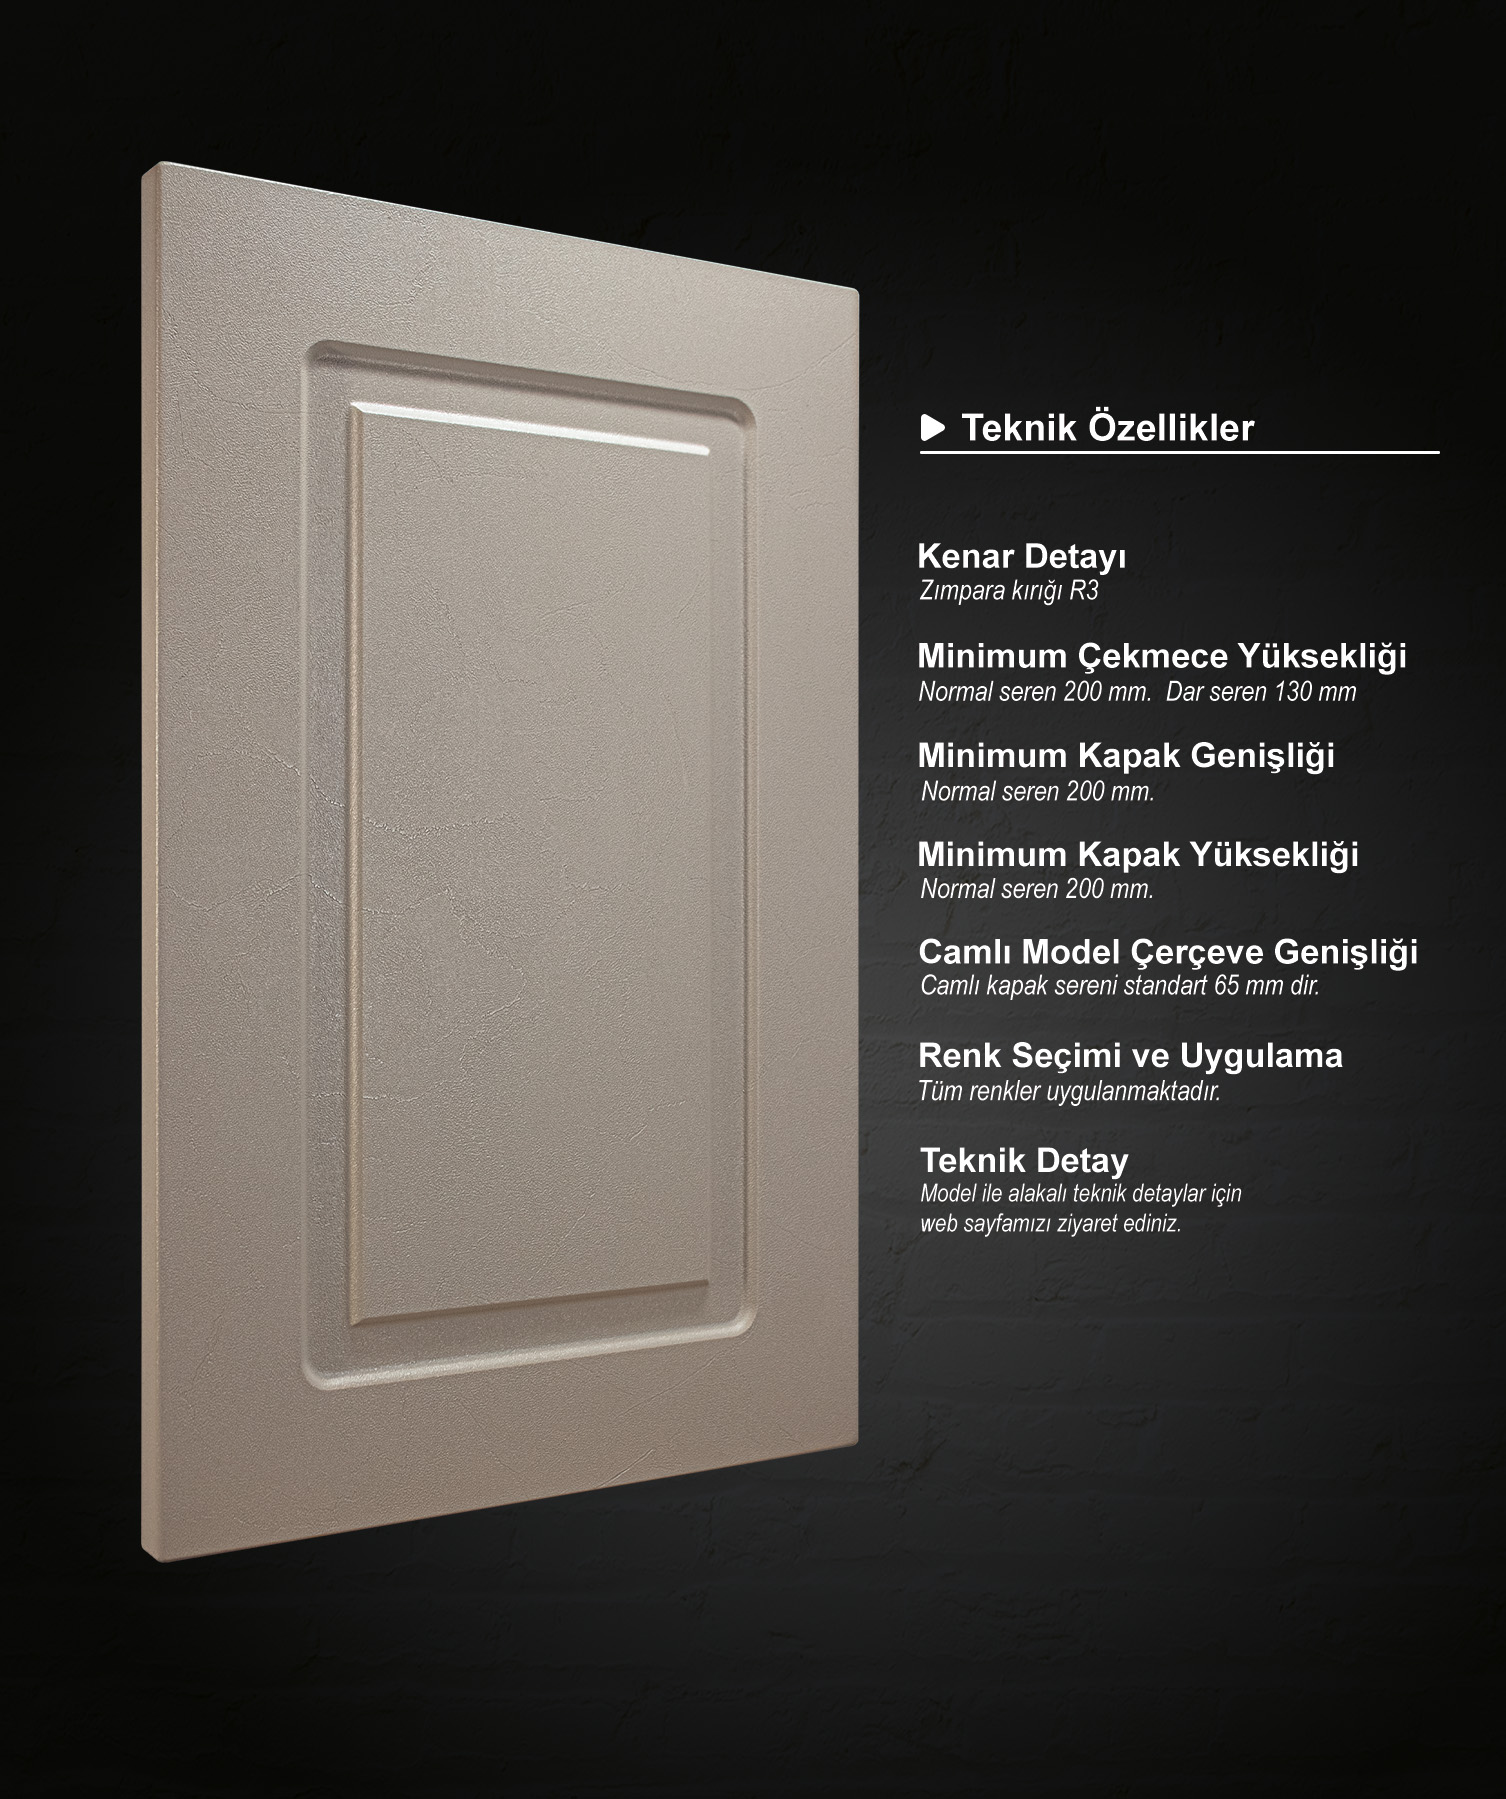 Teknik Özellikler
Kenar Detayı
Zımpara kırığı R3
Minimum Çekmece Yüksekliği
Normal seren 200 mm.  Dar seren 130 mm
Minimum Kapak Genişliği
Normal seren 200 mm.
Minimum Kapak Yüksekliği
Normal seren 200 mm.
Camlı Model Çerçeve Genişliği
Camlı kapak sereni standart 65 mm dir.
Renk Seçimi ve Uygulama
Tüm renkler uygulanmaktadır.
Teknik Detay
Model ile alakalı teknik detaylar için
web sayfamızı ziyaret ediniz.